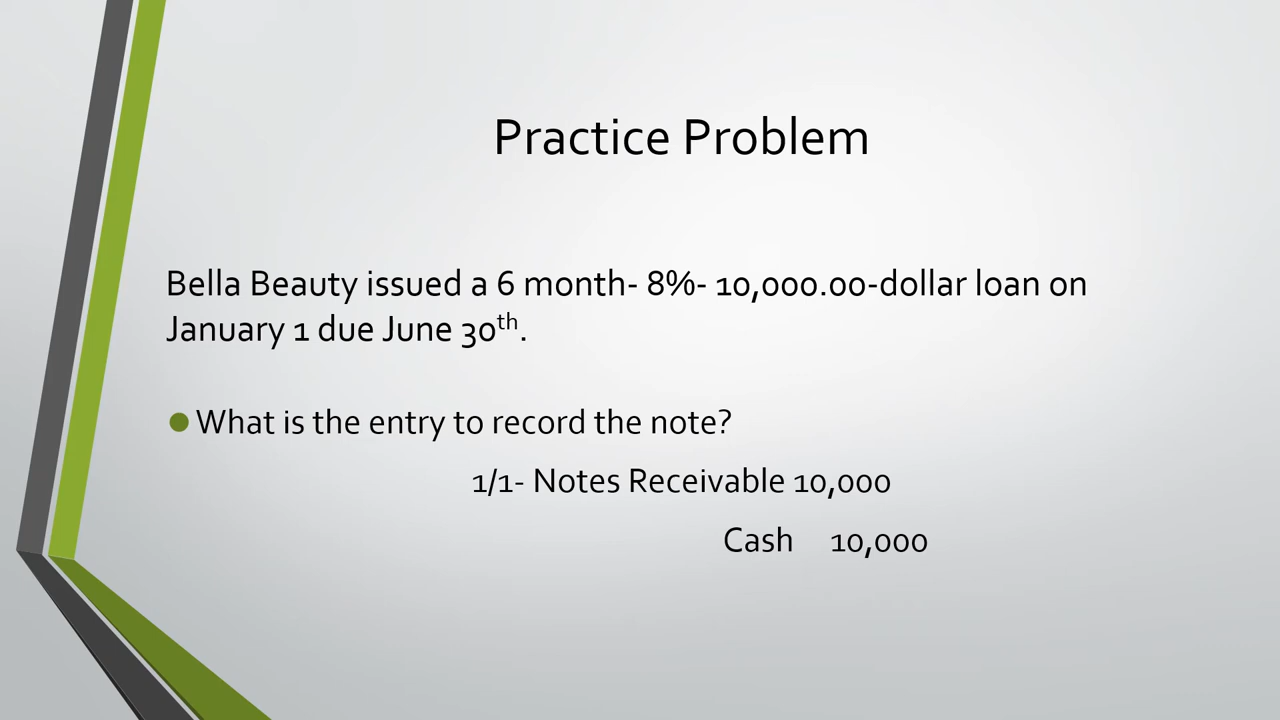 Practice Problem
Bella Beauty issued a 6 month- 8%- 10,000.00-dollar loan on
January 1 due June 30th.
What is the entry to record the note?
1/1- Notes Receivable 10,000
Cash 10,000